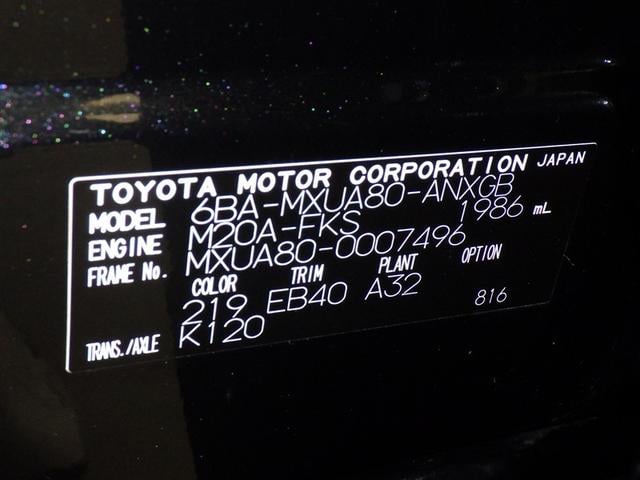 TOYOTA MOTOR CORPORATION JAPAN
MODEL 6BA-MXUA80-ANXGB
ENGINE M20A-FKS 1986 mL
FRAME No. MXUA80-0007496
COLOR TRIM PLANT OPTION
219 EB40 A32 816
TRANS./AXLE K120